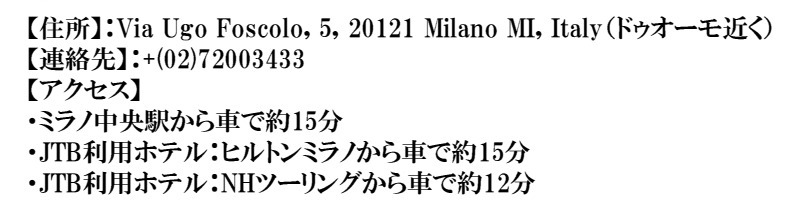 【住所】：Via Ugo Foscolo, 5, 20121 Milano MI, Italy（ドゥオーモ近く）
【連絡先】：+(02)72003433
【アクセス】
・ミラノ中央駅から車で約15分
・JTB利用ホテル：ヒルトンミラノから車で約15分
・JTB利用ホテル：NHツーリングから車で約12分